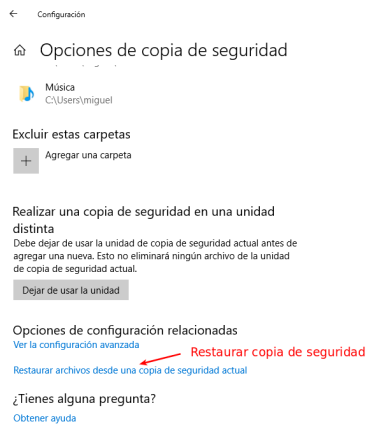 Configuración
Opciones de copia de seguridad
Música
C:\Users\miguel
Excluir estas carpetas
Agregar una carpeta
Realizar una copia de seguridad en una unidad
distinta
Debe dejar de usar la unidad de copia de seguridad actual antes de
agregar una nueva. Esto no eliminará ningún archivo de la unidad
de copia de seguridad actual.
Dejar de usar la unidad
Opciones de configuración relacionadas
Ver la configuración avanzada
Restaurar copia de seguridad
Restaurar archivos desde una copia de seguridad actual
¿Tienes alguna pregunta?
Obtener ayuda